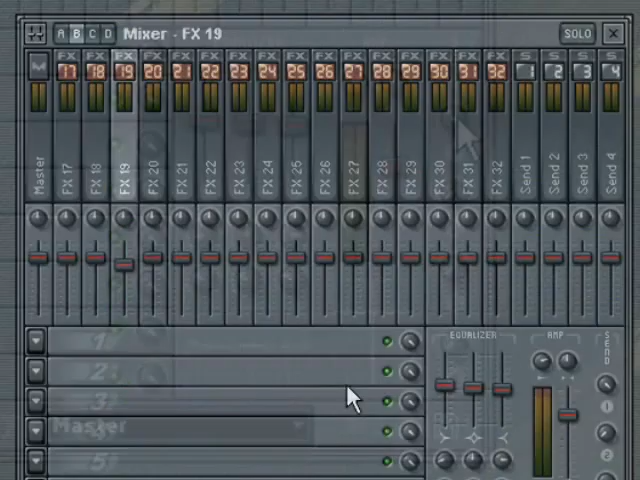 A B C D Mixer - FX 19 SOLO
FX FX FX FX FX FX FX FX FX FX FX FX FX FX FX FX S S S S
17 18 19 20 21 22 23 24 25 26 27 28 29 30 31 32 1 2 3 4
Master FX 17 FX 18 FX 19 FX 20 FX 21 FX 22 FX 23 FX 24 FX 25 FX 26 FX 27 FX 28 FX 29 FX 30 FX 31 FX 32 Send 1 Send 2 Send 3 Send 4
EQUALIZER AMP SEND
1
2
3
1
4
Master
5
2